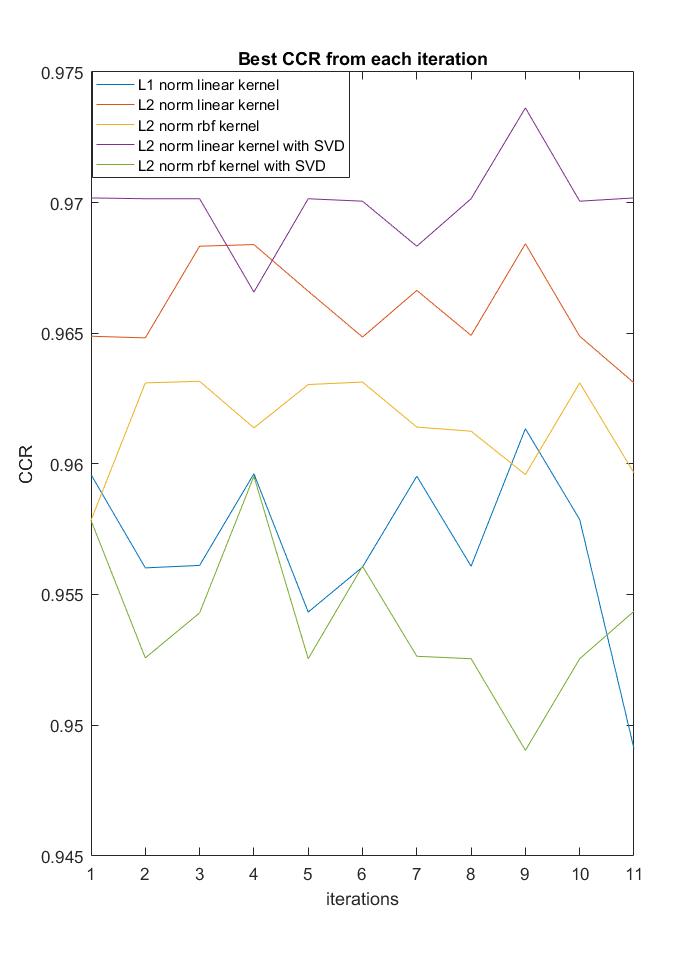 Best CCR from each iteration
0.975
L1 norm linear kernel
L2 norm linear kernel
L2 norm rbf kernel
L2 norm linear kernel with SVD
L2 norm rbf kernel with SVD
0.97
0.965
0.96
CCR
0.955
0.95
0.945
1 2 3 4 5 6 7 8 9 10 11
iterations